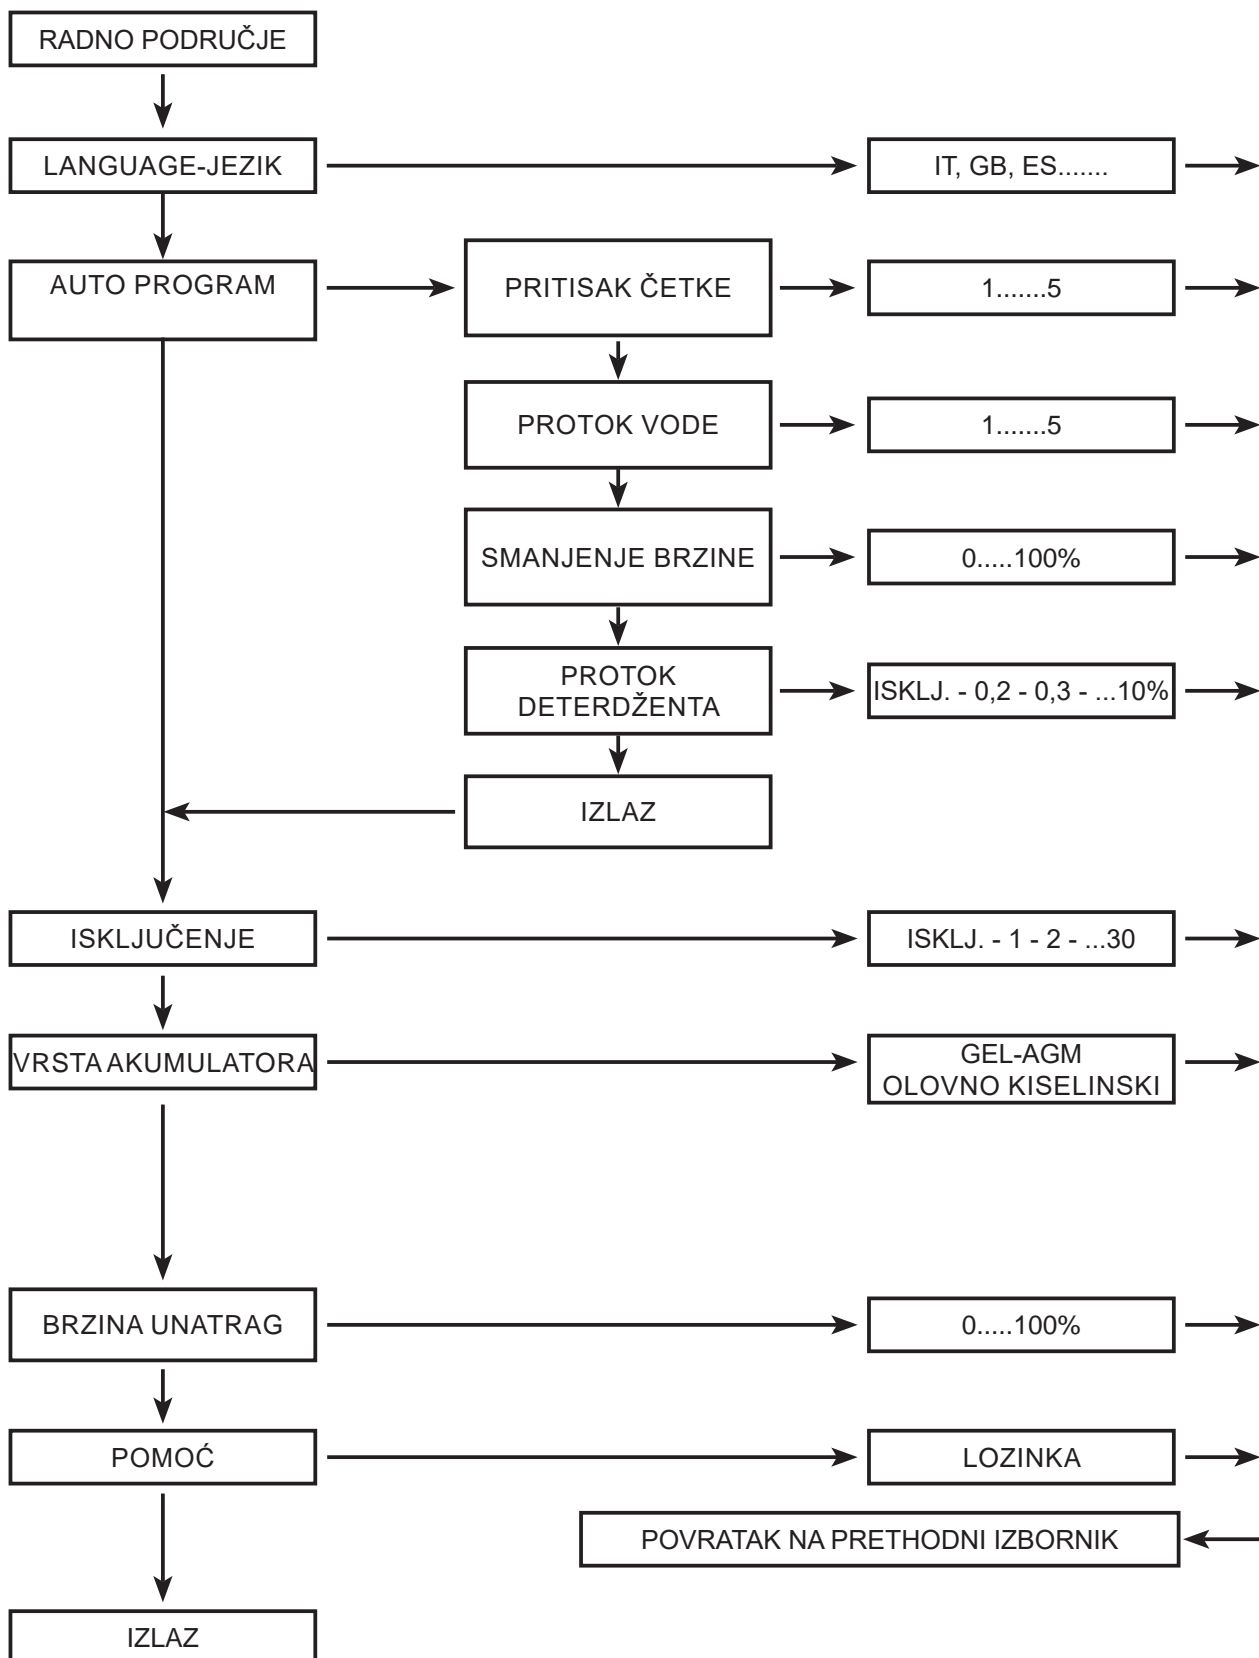 RADNO PODRUČJE
LANGUAGE-JEZIK
IT, GB, ES.......
AUTO PROGRAM
PRITISAK ČETKE
1.......5
PROTOK VODE
1.......5
SMANJENJE BRZINE
0.....100%
PROTOK
DETERDŽENTA
ISKLJ. - 0,2 - 0,3 - ...10%
IZLAZ
ISKLJUČENJE
ISKLJ. - 1 - 2 - ...30
VRSTA AKUMULATORA
GEL-AGM
OLOVNO KISELINSKI
BRZINA UNATRAG
0.....100%
POMOĆ
LOZINKA
POVRATAK NA PRETHODNI IZBORNIK
IZLAZ